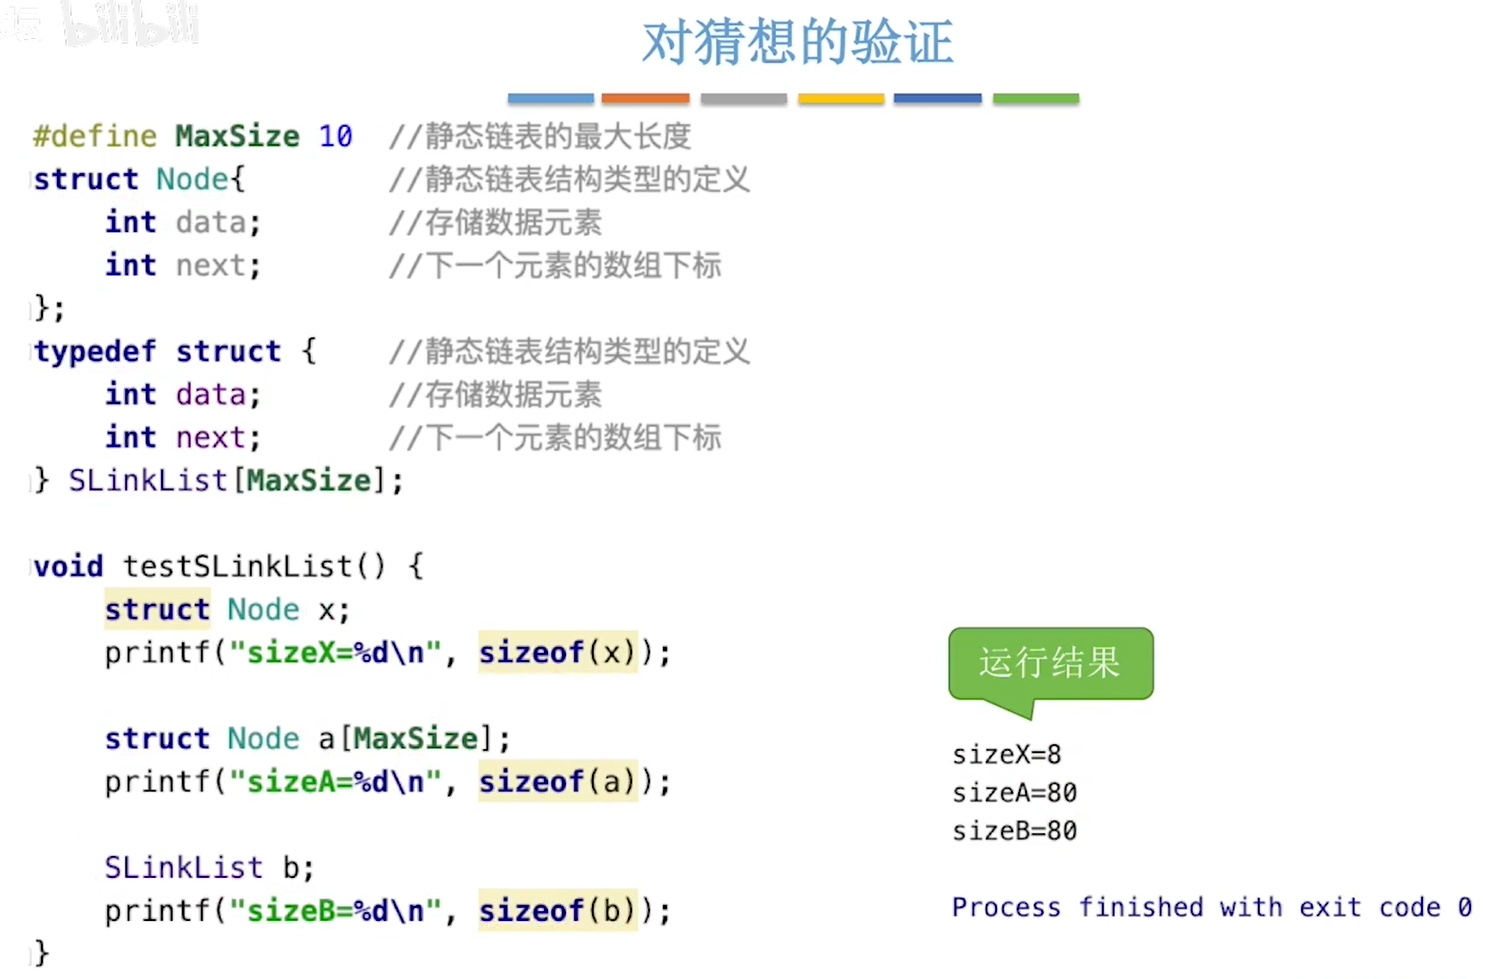 坛 bilibili
对猜想的验证
#define MaxSize 10 //静态链表的最大长度
struct Node{ //静态链表结构类型的定义
int data; //存储数据元素
int next; //下一个元素的数组下标
};
typedef struct { //静态链表结构类型的定义
int data; //存储数据元素
int next; //下一个元素的数组下标
} SLinkList[MaxSize];
void testSLinkList() {
struct Node x;
printf("sizeX=%d\n", sizeof(x));
struct Node a[MaxSize];
printf("sizeA=%d\n", sizeof(a));
SLinkList b;
printf("sizeB=%d\n", sizeof(b));
}
运行结果
sizeX=8
sizeA=80
sizeB=80
Process finished with exit code 0